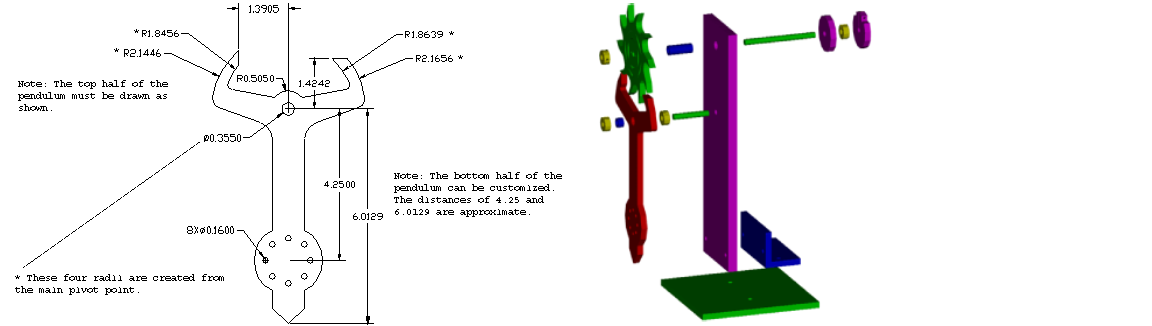 1.3905
*R1.8456
* R2.1446
R1.8639 *
R2.1656 *
Note: The top half of the
pendulum must be drawn as
shown.
R0.5050
1.4242
Ø0.3550
Note: The bottom half of the
pendulum can be customized.
The distances of 4.25 and
6.0129 are approximate.
4.2500
6.0129
8XØ0.1600
* These four radii are created from
the main pivot point.